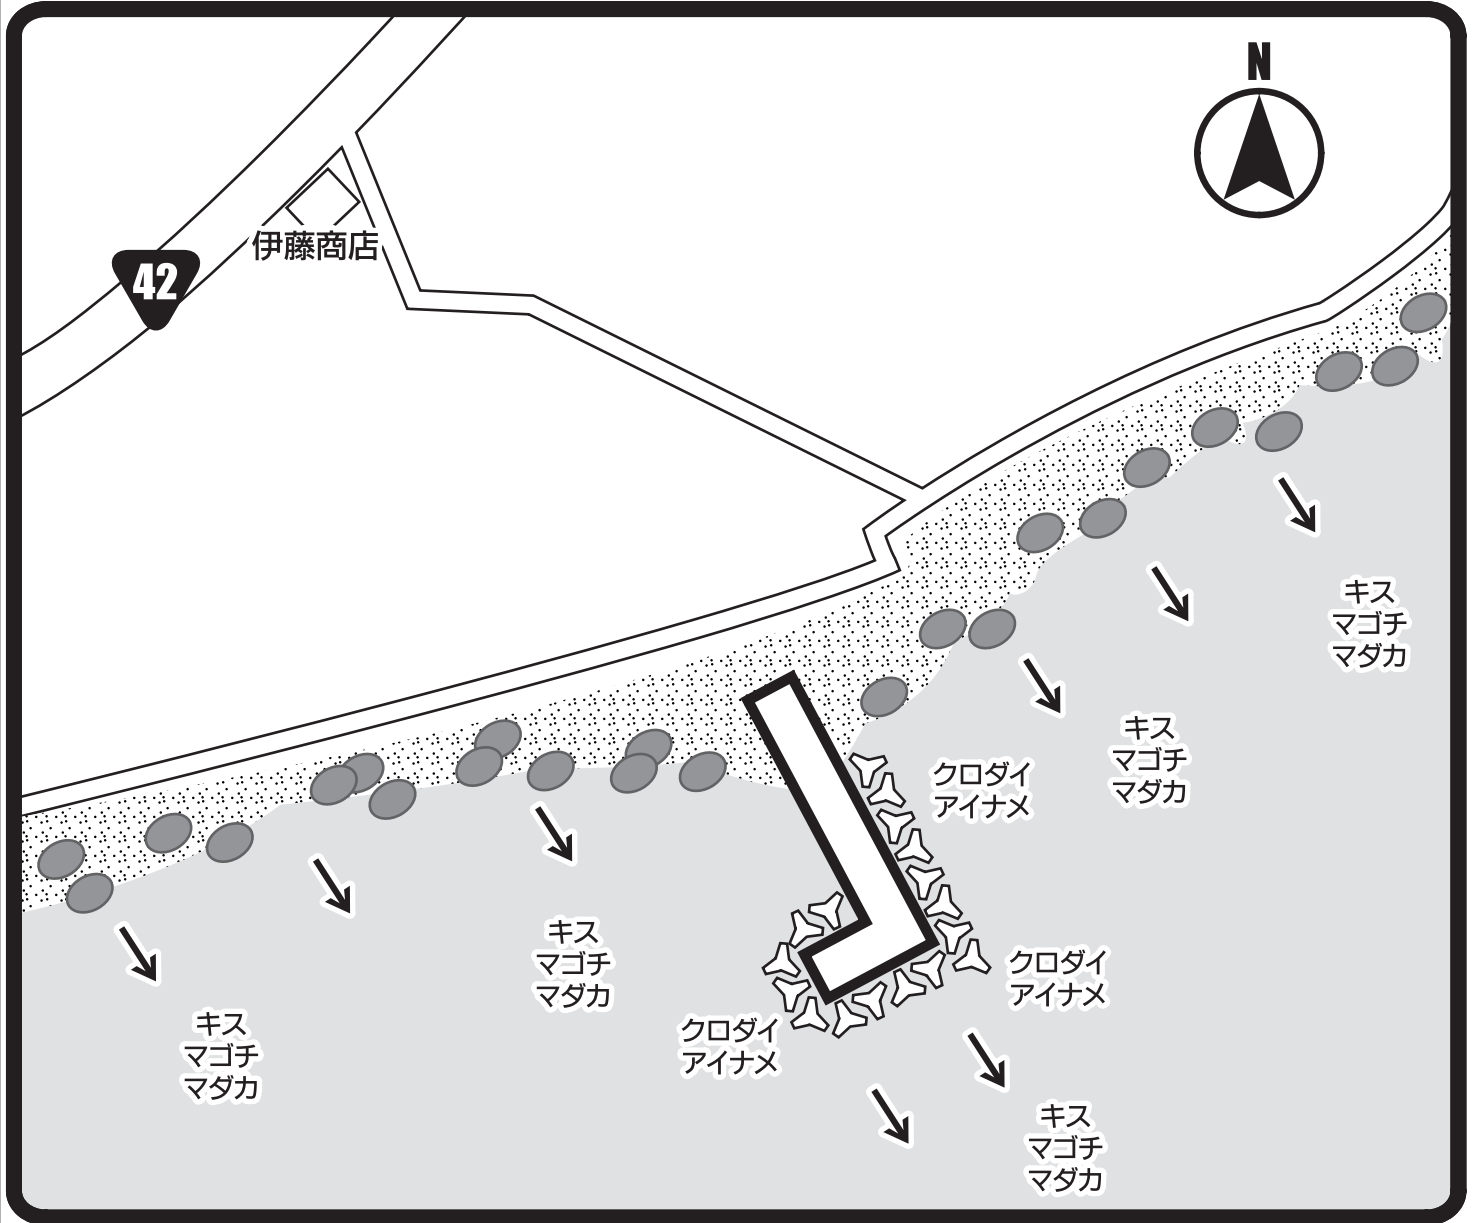 N
伊藤商店
42
キス
マゴチ
マダカ
キス
マゴチ
マダカ
クロダイ
アイナメ
キス
マゴチ
マダカ
クロダイ
アイナメ
キス
マゴチ
マダカ
クロダイ
アイナメ
キス
マゴチ
マダカ